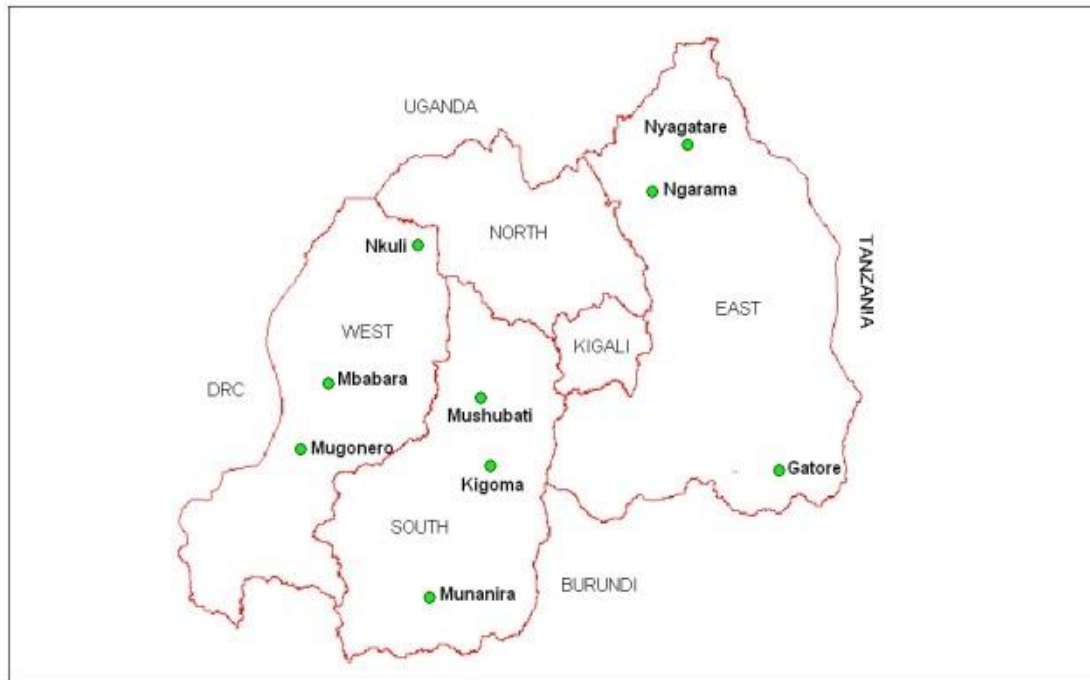 UGANDA
Nyagatare
Ngarama
NORTH
Nkuli
TANZANIA
EAST
WEST
KIGALI
Mbabara
DRC
Mushubati
Mugonero
Gatore
Kigoma
SOUTH
BURUNDI
Munanira